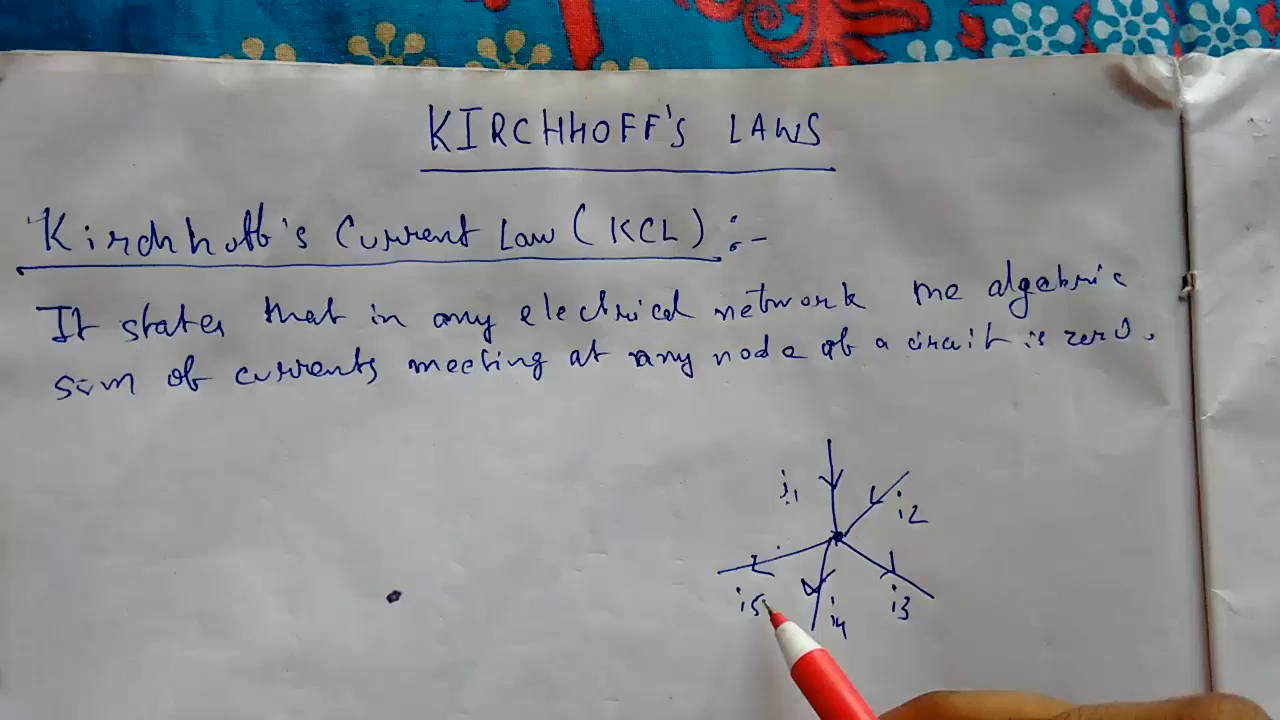 KIRCHHOFF'S LAWS
Kirchhoff's Current Law (KCL) :-
It states that in any electrical network the algebric
sum of currents meeting at any node of a circuit is zero.
i1
i2
i5
i4
i3